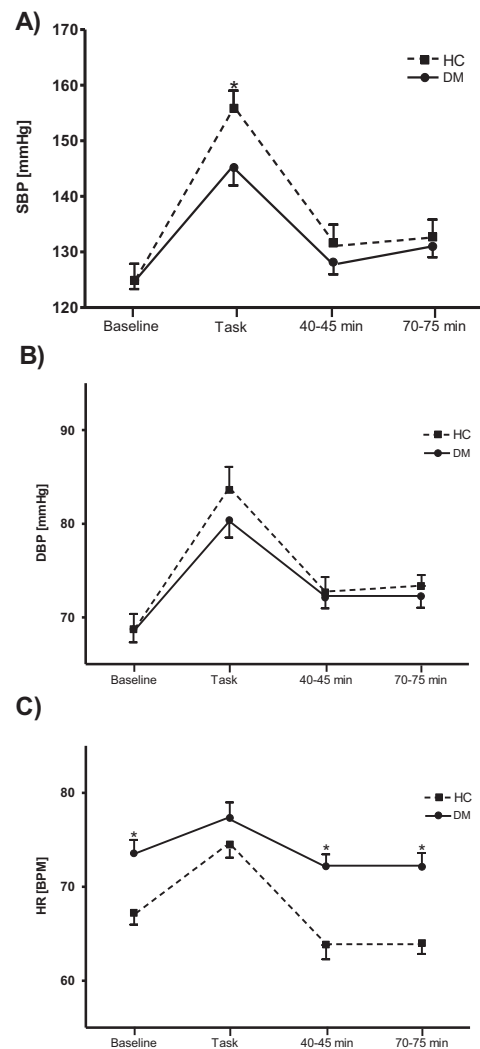 A)
170
160
150
140
130
120
SBP [mmHg]
*
HC
DM
Baseline Task 40-45 min 70-75 min
B)
90
80
70
DBP [mmHg]
HC
DM
Baseline Task 40-45 min 70-75 min
C)
80
70
60
HR [BPM]
* * *
HC
DM
Baseline Task 40-45 min 70-75 min